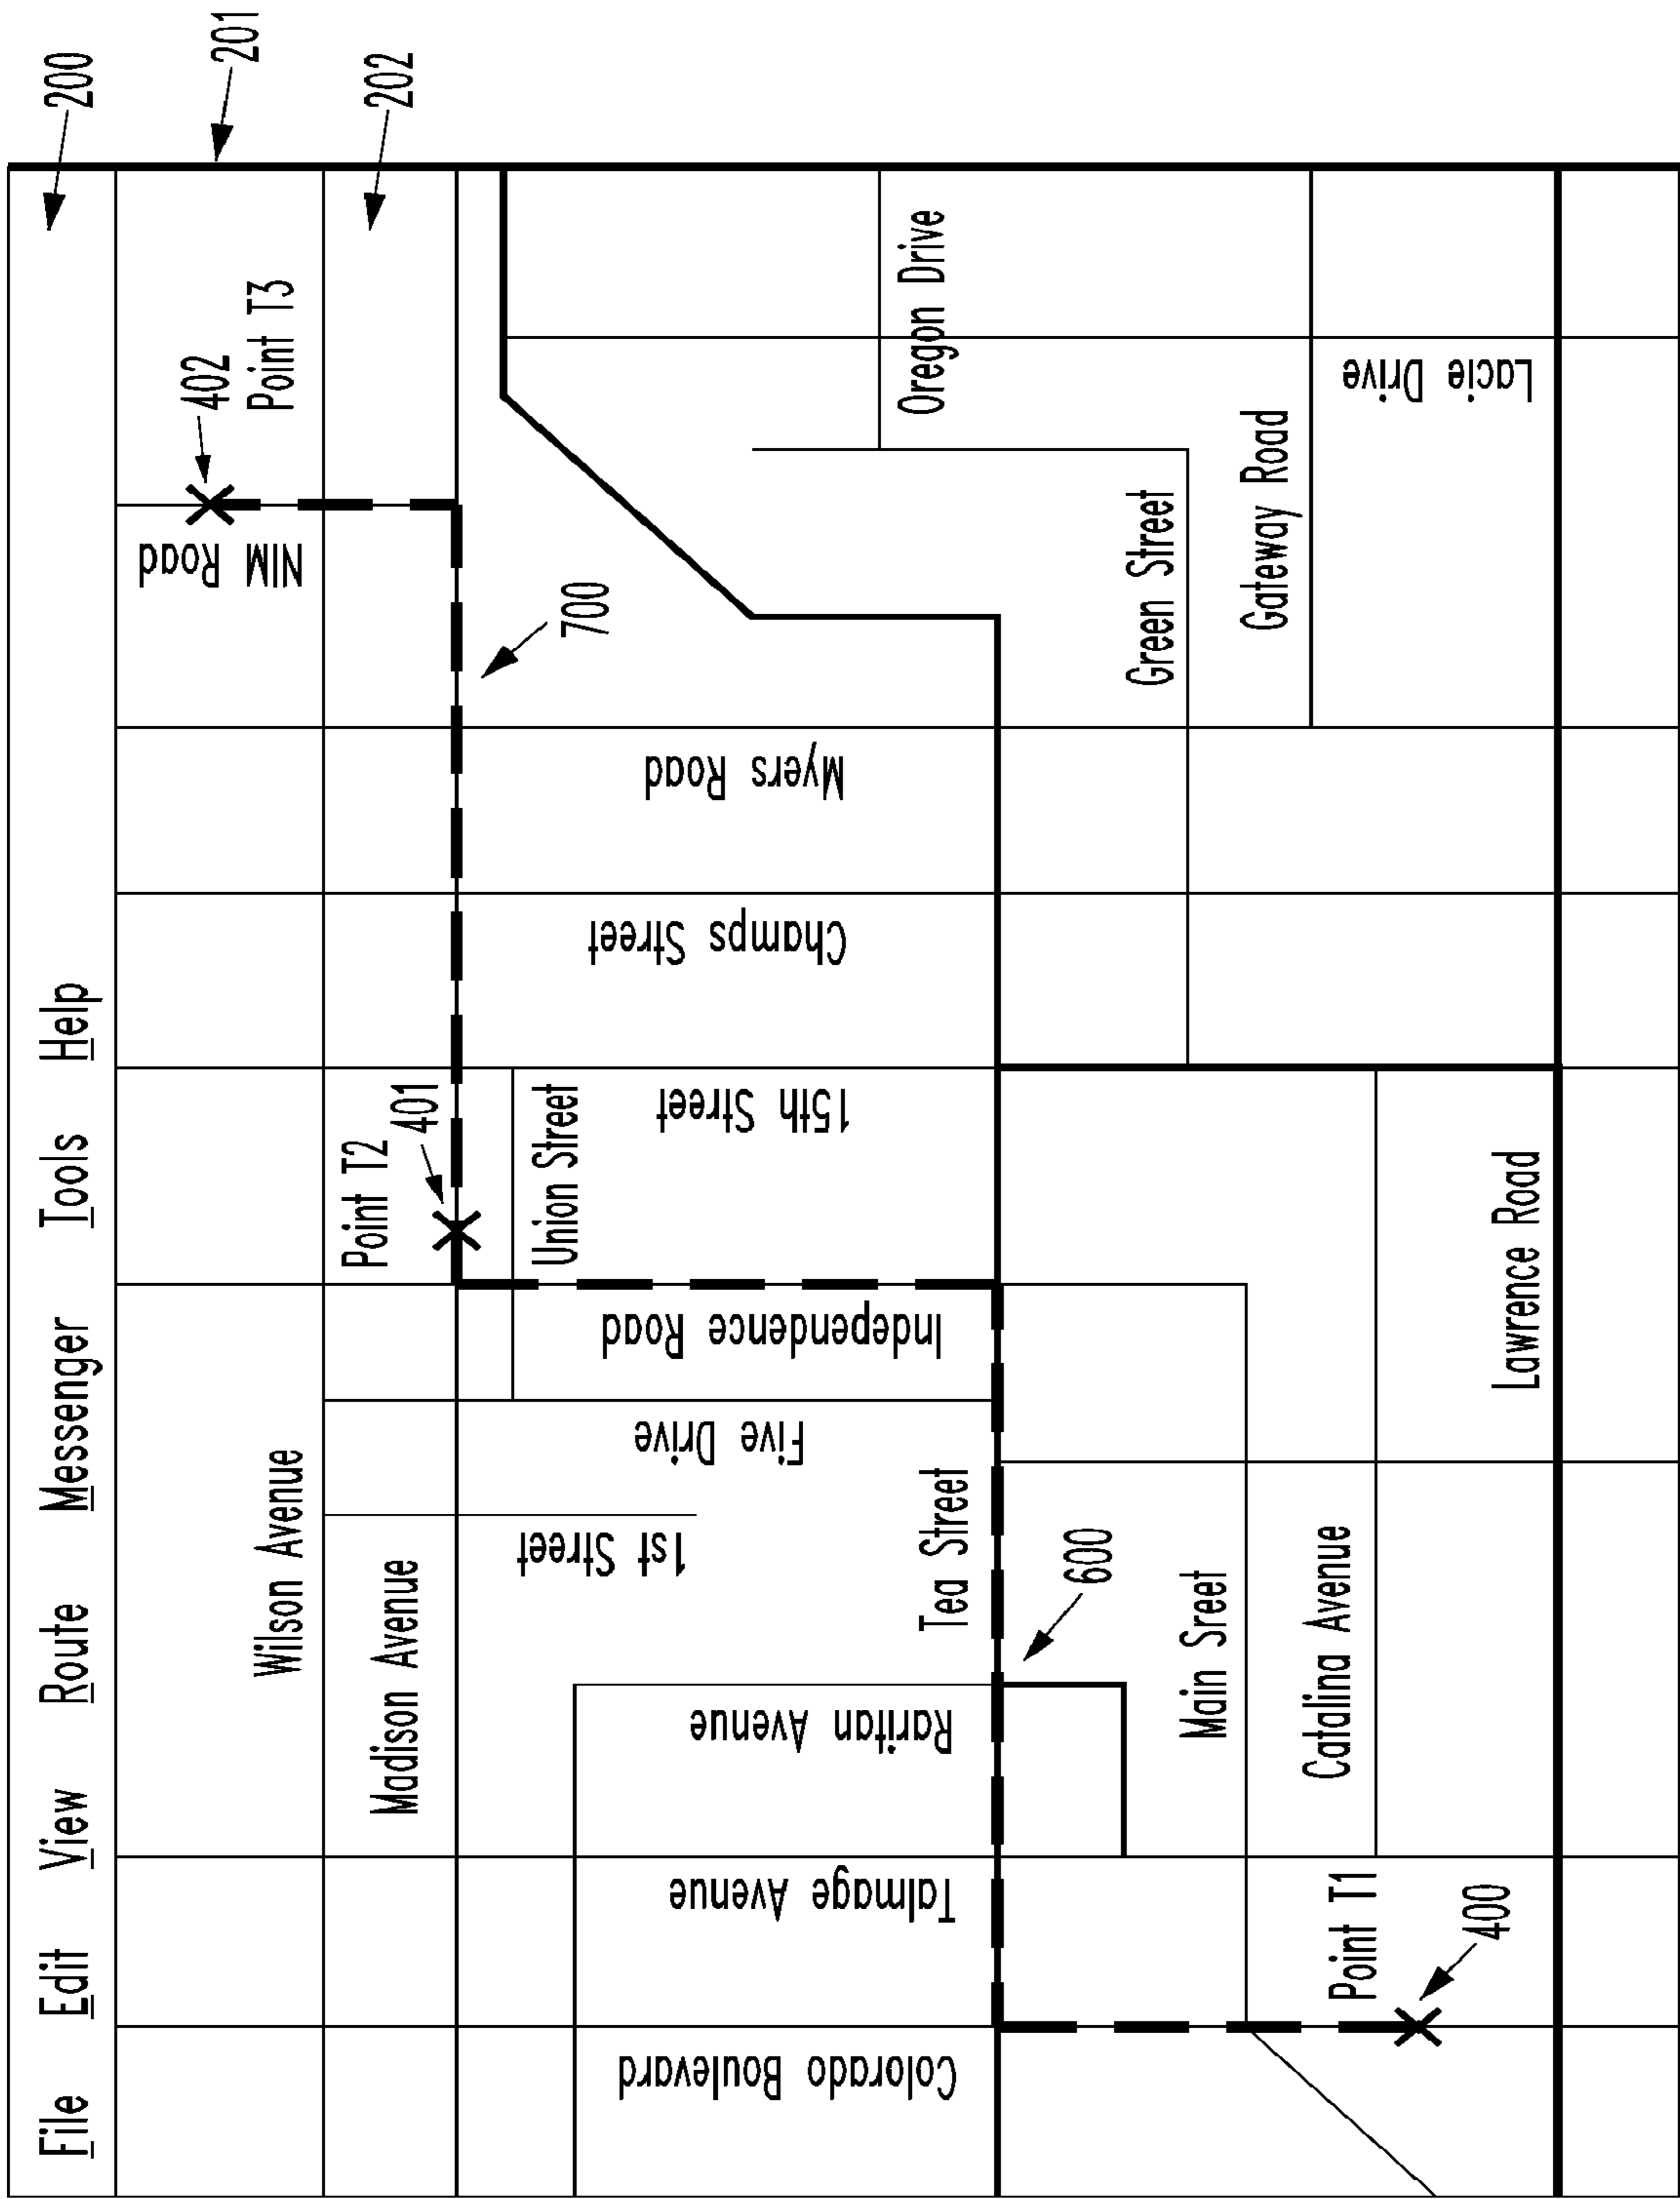 File Edit View Route Messenger Tools Help
200
201
202
Wilson Avenue
NIM Road
402
Point T3
Madison Avenue
Point T2
401
700
Union Street
1st Street
Five Drive
Independence Road
15th Street
Champs Street
Myers Road
Oregon Drive
Colorado Boulevard
Talmage Avenue
Raritan Avenue
Tea Street
600
Green Street
Main Sreet
Gateway Road
Catalina Avenue
Point T1
400
Lacie Drive
Lawrence Road